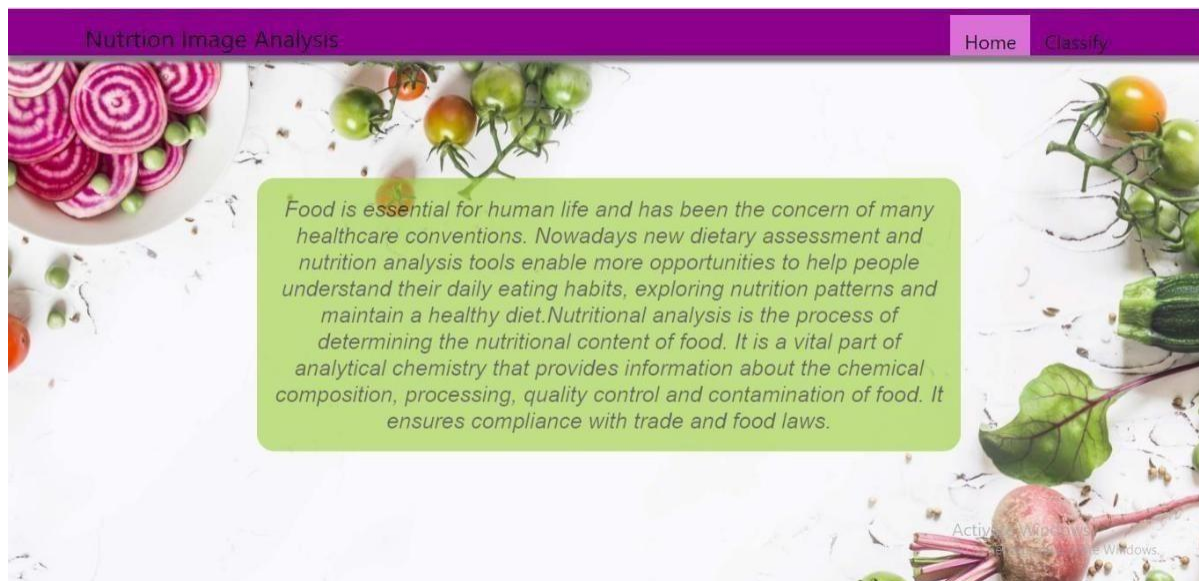 Nutrtion Image Analysis
Home
Classify
Food is essential for human life and has been the concern of many
healthcare conventions. Nowadays new dietary assessment and
nutrition analysis tools enable more opportunities to help people
understand their daily eating habits, exploring nutrition patterns and
maintain a healthy diet.Nutritional analysis is the process of
determining the nutritional content of food. It is a vital part of
analytical chemistry that provides information about the chemical
composition, processing, quality control and contamination of food. It
ensures compliance with trade and food laws.
Windows
Windows.